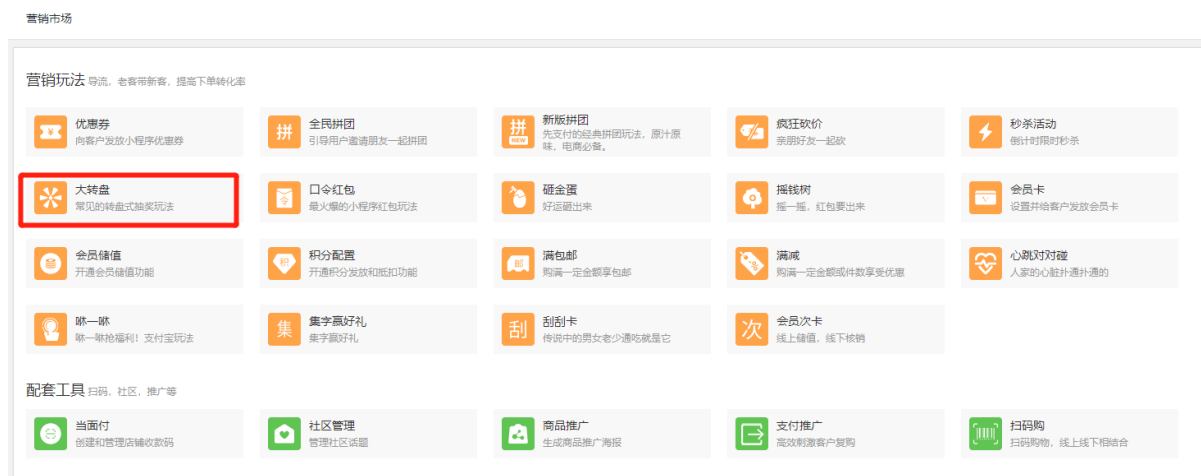 营销市场
营销玩法 导流，老客带新客，提高下单转化率
优惠券
向客户发放小程序优惠券
拼
全民拼团
引导用户邀请朋友一起拼团
拼
NEW
新版拼团
先支付的经典拼团玩法，原汁原
味，电商必备。
疯狂砍价
亲朋好友一起砍
秒杀活动
倒计时限时秒杀
大转盘
常见的转盘式抽奖玩法
令
口令红包
最火爆的小程序红包玩法
砸金蛋
好运砸出来
摇钱树
摇一摇，红包要出来
会员卡
设置并给客户发放会员卡
会员储值
开通会员储值功能
积
积分配置
开通积分发放和抵扣功能
邮
满包邮
购满一定金额享包邮
满减
购满一定金额或件数享受优惠
心跳对对碰
人家的心脏扑通扑通的
咻一咻
咻一咻抢福利！支付宝玩法
集
集字赢好礼
集字赢好礼
刮
刮刮卡
传说中的男女老少通吃就是它
次
会员次卡
线上储值，线下核销
配套工具 扫码，社区，推广等
当面付
创建和管理店铺收款码
社区管理
管理社区话题
商品推广
生成商品推广海报
支付推广
高效刺激客户复购
扫码购
扫码购物，线上线下相结合